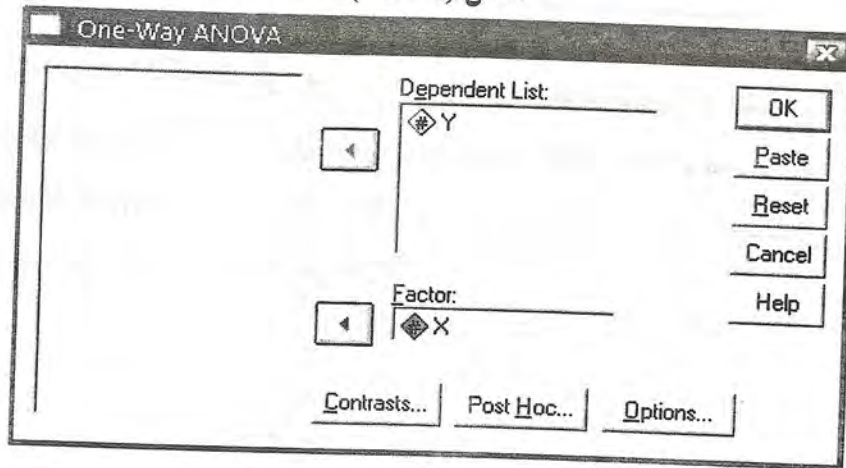 One-Way ANOVA
Dependent List:
# Y
OK
Paste
Reset
Cancel
Help
Factor:
# X
Contrasts...
Post Hoc...
Options...